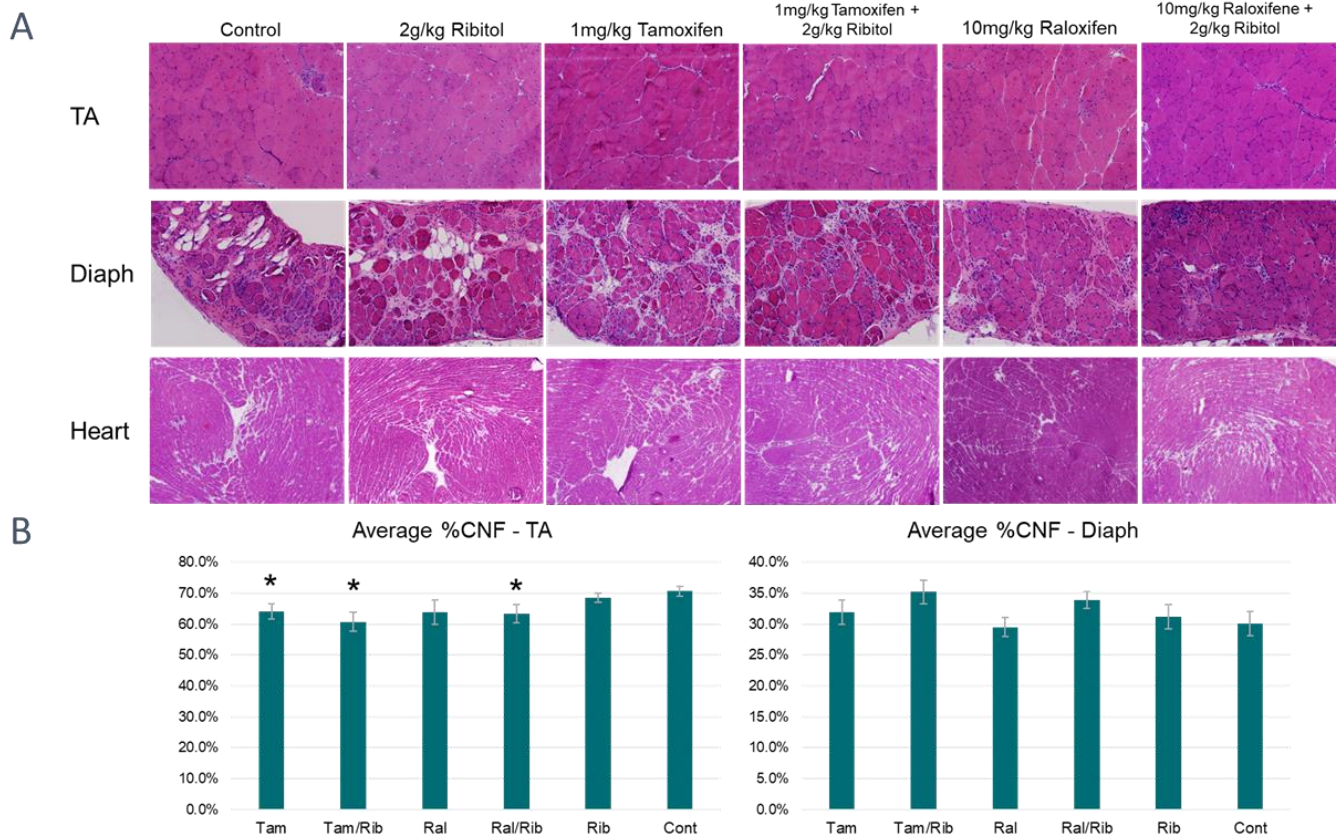 A
Control
2g/kg Ribitol
1mg/kg Tamoxifen
1mg/kg Tamoxifen +
2g/kg Ribitol
10mg/kg Raloxifen
10mg/kg Raloxifene +
2g/kg Ribitol
TA
Diaph
Heart
B
Average %CNF - TA
80.0%
70.0%
60.0%
50.0%
40.0%
30.0%
20.0%
10.0%
0.0%
* * *
Tam Tam/Rib Ral Ral/Rib Rib Cont
Average %CNF - Diaph
40.0%
35.0%
30.0%
25.0%
20.0%
15.0%
10.0%
5.0%
0.0%
Tam Tam/Rib Ral Ral/Rib Rib Cont